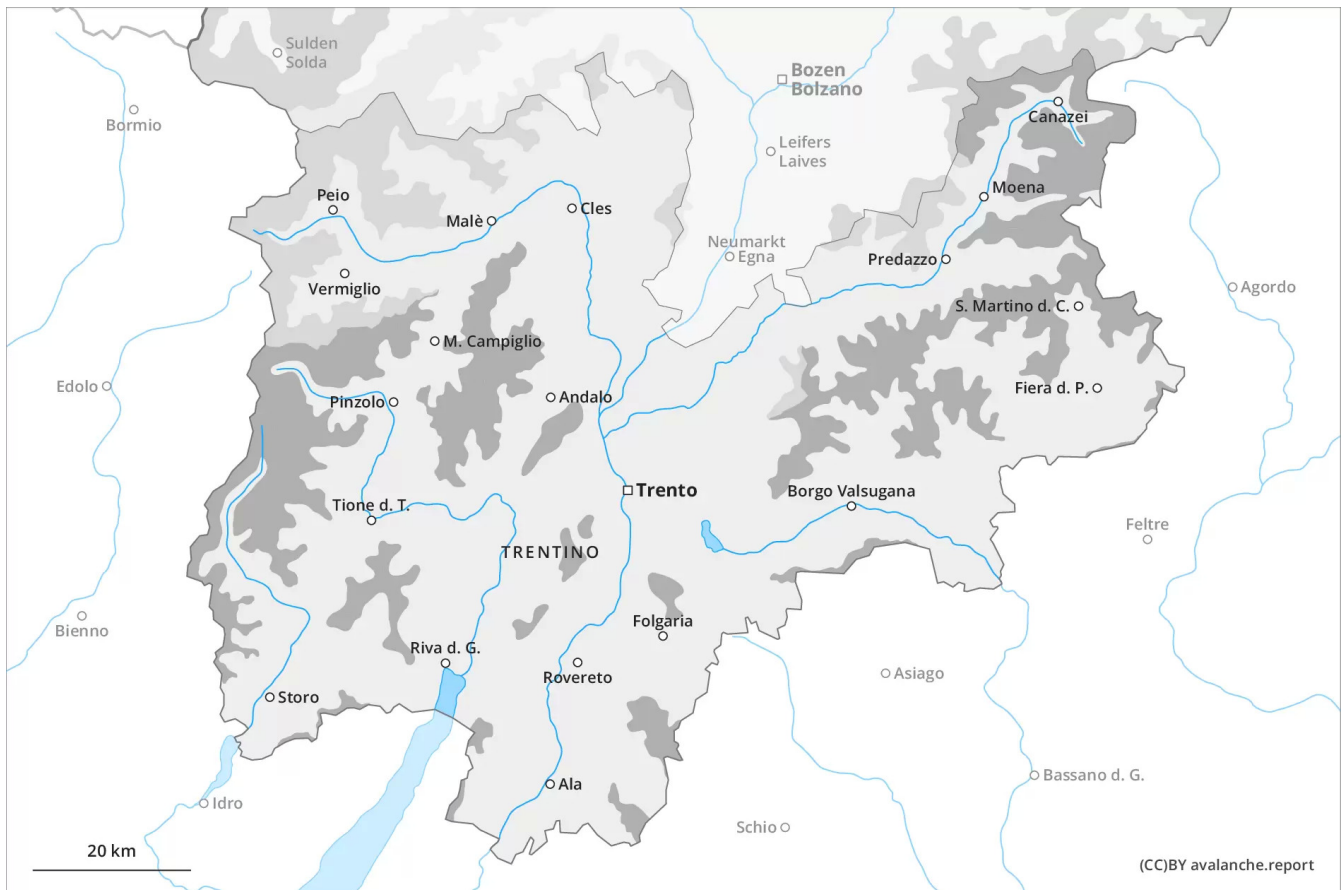 Sulden
Solda
Bozen
Bolzano
Bormio
Canazei
Leifers
Laives
Peio
Moena
Malè
Cles
Neumarkt
Egna
Predazzo
Vermiglio
Agordo
S. Martino d. C.
M. Campiglio
Edolo
Fiera d. P.
Pinzolo
Andalo
Trento
Borgo Valsugana
Tione d. T.
Feltre
TRENTINO
Folgaria
Bienno
Riva d. G.
Asiago
Rovereto
Storo
Bassano d. G.
Ala
Idro
Schio
20 km
(CC)BY avalanche.report